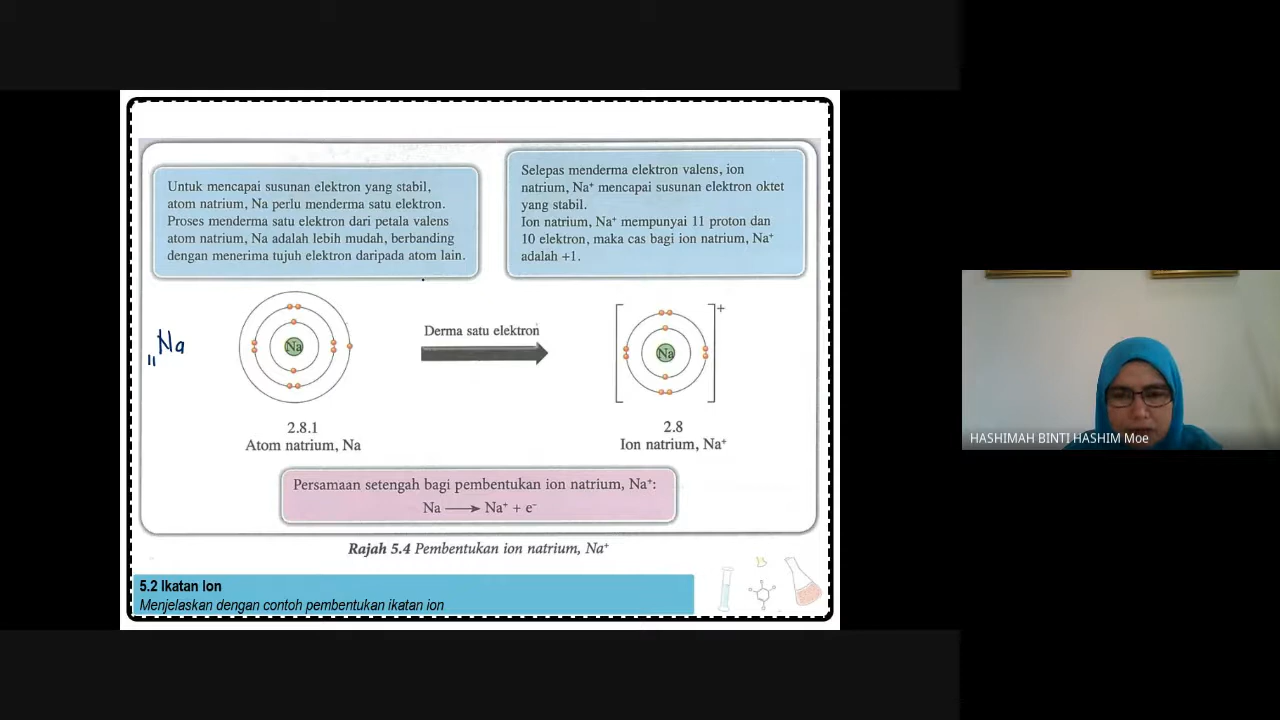 Untuk mencapai susunan elektron yang stabil,
atom natrium, Na perlu menderma satu elektron.
Proses menderma satu elektron dari petala valens
atom natrium, Na adalah lebih mudah, berbanding
dengan menerima tujuh elektron daripada atom lain.
Selepas menderma elektron valens, ion
natrium, Na⁺ mencapai susunan elektron oktet
yang stabil.
Ion natrium, Na⁺ mempunyai 11 proton dan
10 elektron, maka cas bagi ion natrium, Na⁺
adalah +1.
₁₁Na
Na
Derma satu elektron
Na
+
2.8.1
Atom natrium, Na
2.8
Ion natrium, Na⁺
Persamaan setengah bagi pembentukan ion natrium, Na⁺:
Na ⟶ Na⁺ + e⁻
Rajah 5.4 Pembentukan ion natrium, Na⁺
5.2 Ikatan Ion
Menjelaskan dengan contoh pembentukan ikatan ion
HASHIMAH BINTI HASHIM Moe